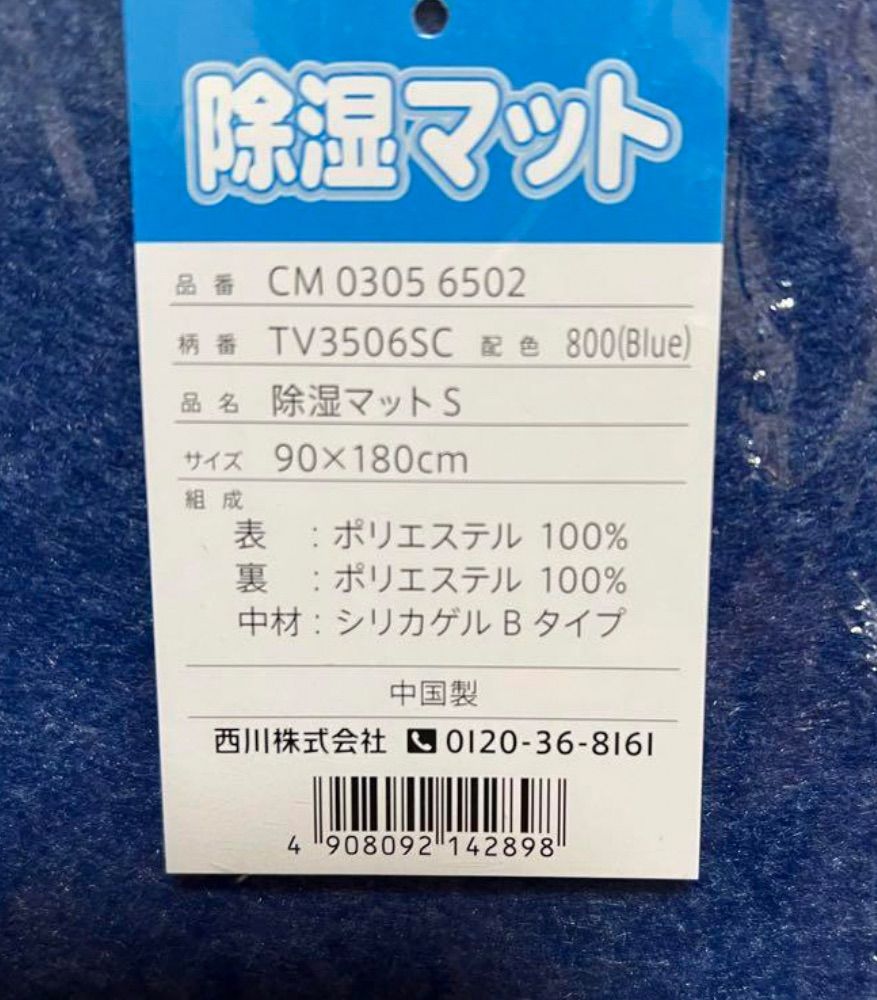 除湿マット
品番 CM 0305 6502
柄番 TV3506SC 配色 800(Blue)
品名 除湿マット S
サイズ 90×180cm
組成
表 : ポリエステル 100%
裏 : ポリエステル 100%
中材 : シリカゲル B タイプ
中国製
西川株式会社 0120-36-8161
4 908092 142898